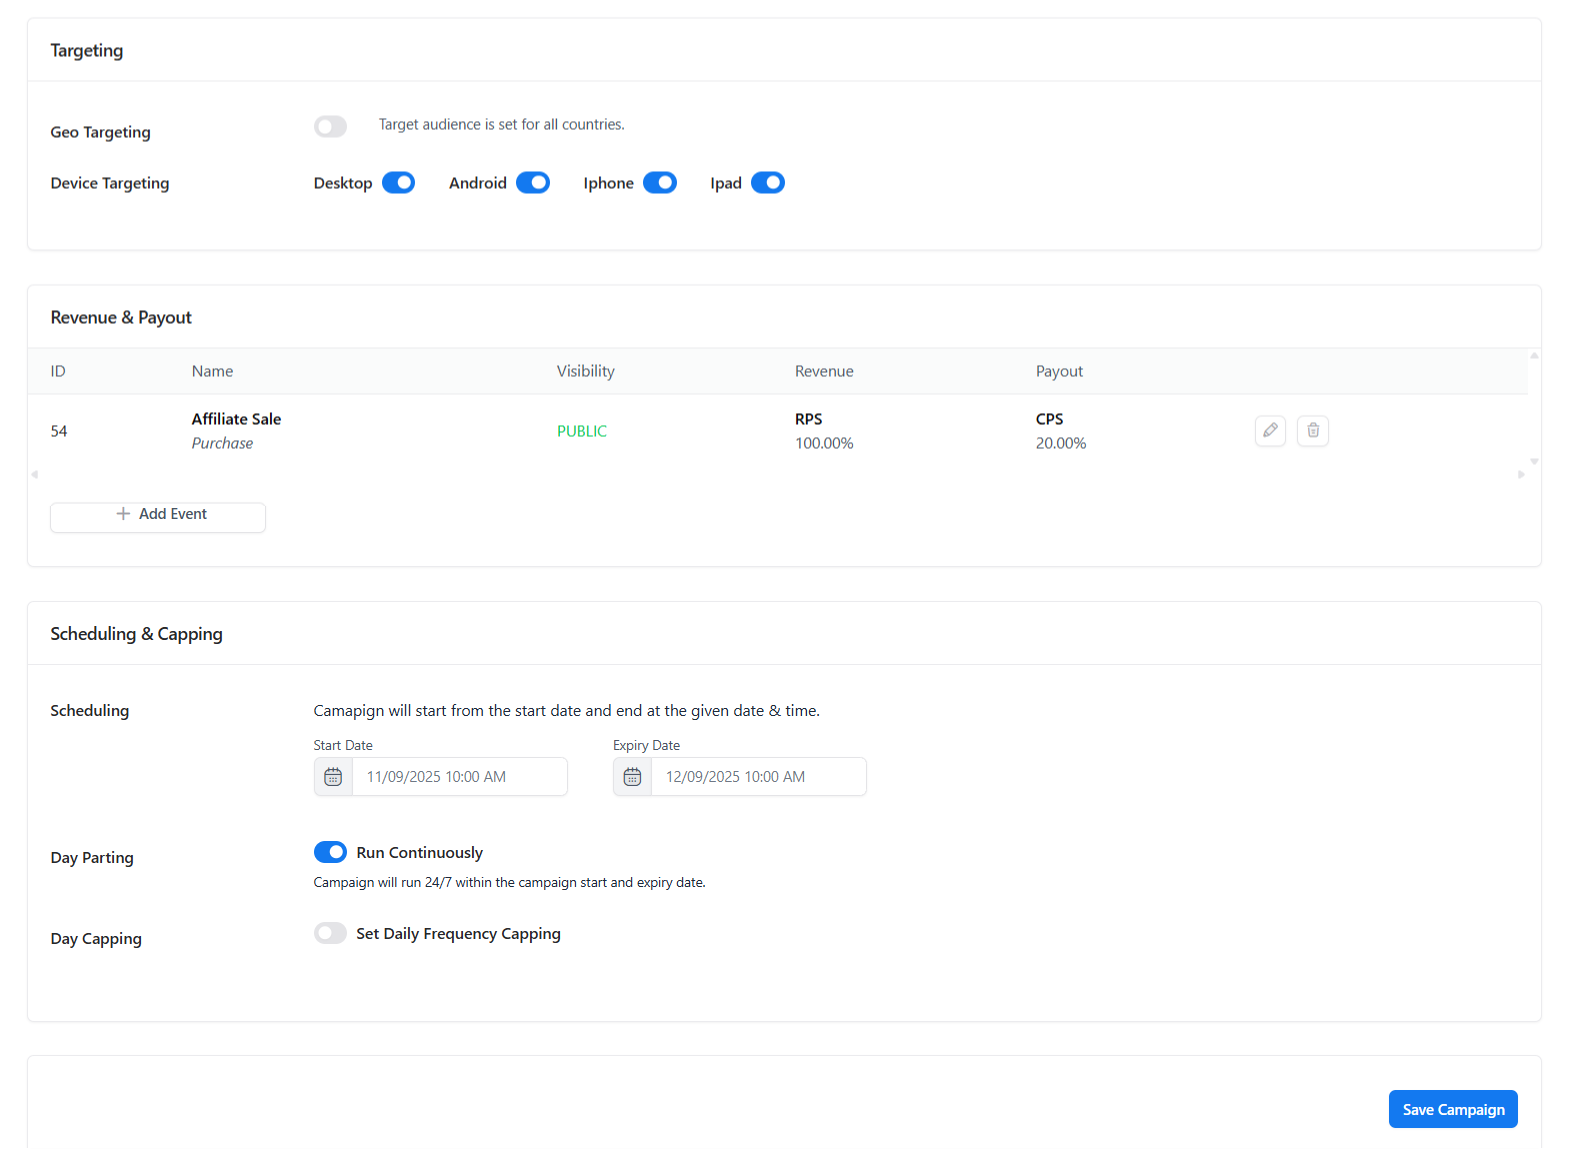 Targeting
Geo Targeting
Target audience is set for all countries.
Device Targeting
Desktop Android Iphone Ipad
Revenue & Payout
ID Name Visibility Revenue Payout
54 Affiliate Sale PUBLIC RPS CPS
Purchase 100.00% 20.00%
Add Event
Scheduling & Capping
Scheduling
Camapign will start from the start date and end at the given date & time.
Start Date Expiry Date
11/09/2025 10:00 AM 12/09/2025 10:00 AM
Day Parting
Run Continuously
Campaign will run 24/7 within the campaign start and expiry date.
Day Capping
Set Daily Frequency Capping
Save Campaign